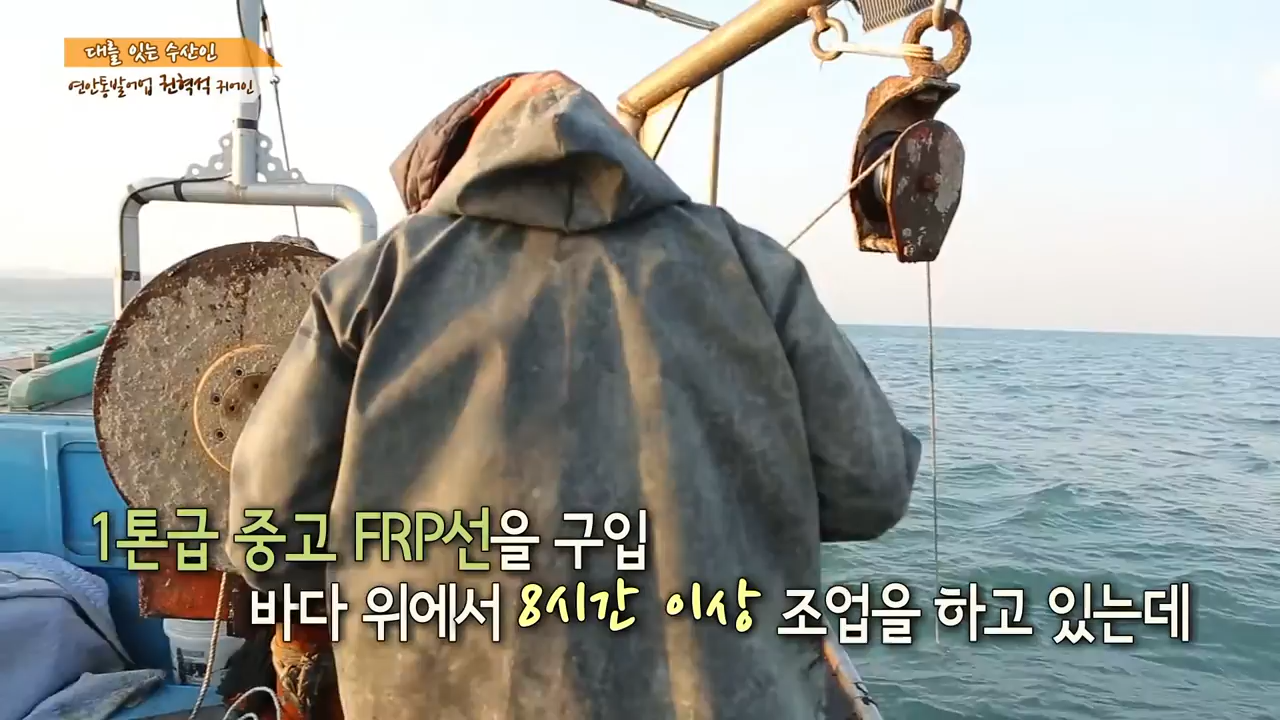 대를 잇는 수산인
연안통발어업 권혁석 귀어인
1톤급 중고 FRP선을 구입
바다 위에서 8시간 이상 조업을 하고 있는데